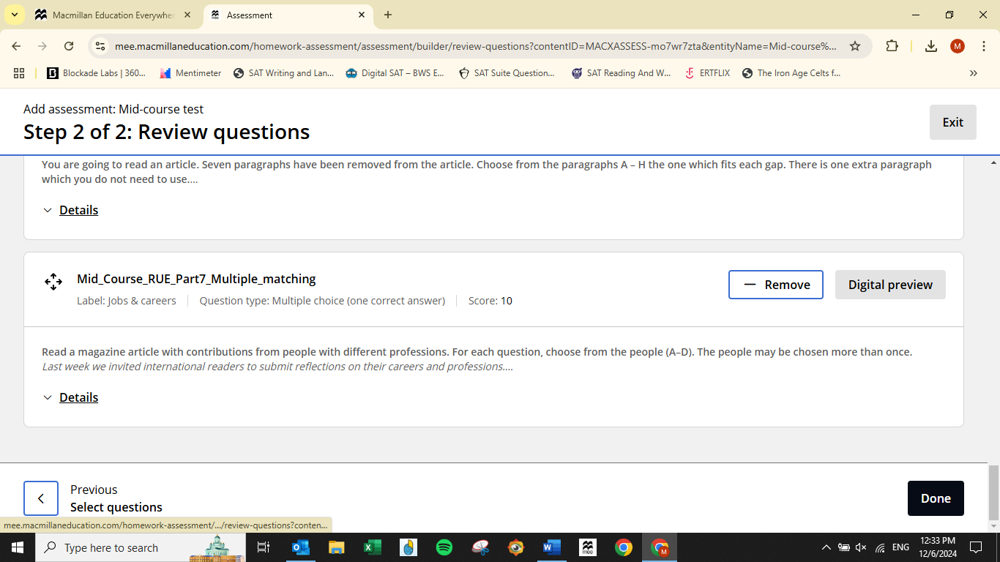 Macmillan Education Everywhere
Assessment
mee.macmillaneducation.com/homework-assessment/assessment/builder/review-questions?contentID=MACXASSESS-mo7wr7zta&entityName=Mid-course%...
M
Blockade Labs | 360...
Mentimeter
SAT Writing and Lan...
Digital SAT – BWS E...
SAT Suite Question...
SAT Reading And W...
ERTFLIX
The Iron Age Celts f...
Add assessment: Mid-course test
Step 2 of 2: Review questions
Exit
You are going to read an article. Seven paragraphs have been removed from the article. Choose from the paragraphs A – H the one which fits each gap. There is one extra paragraph
which you do not need to use....
Details
Mid_Course_RUE_Part7_Multiple_matching
Label: Jobs & careers
Question type: Multiple choice (one correct answer)
Score: 10
Remove
Digital preview
Read a magazine article with contributions from people with different professions. For each question, choose from the people (A–D). The people may be chosen more than once.
Last week we invited international readers to submit reflections on their careers and professions....
Details
Previous
Select questions
Done
mee.macmillaneducation.com/homework-assessment/.../review-questions?conten...
Type here to search
mee
M
ENG
12:33 PM
12/6/2024